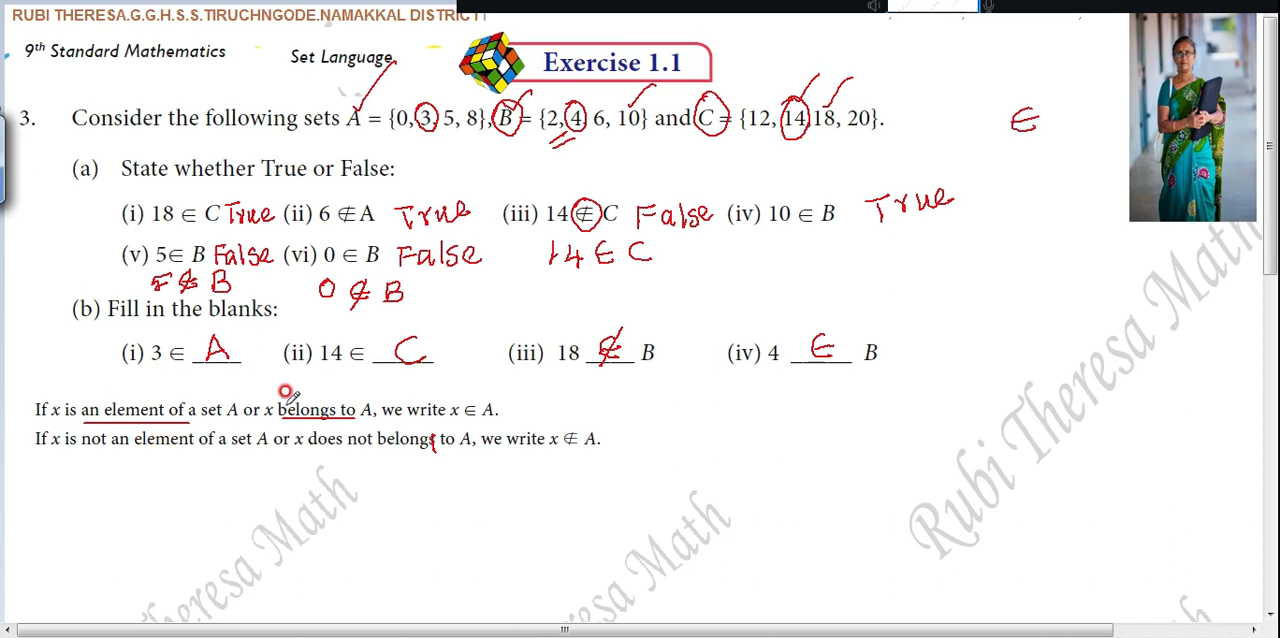 RUBI THERESA.G.G.H.S.S.TIRUCHNGODE.NAMAKKAL DISTRICT
9th Standard Mathematics
Set Language
Exercise 1.1
3. Consider the following sets A = {0, 3, 5, 8}, B = {2, 4, 6, 10} and C = {12, 14, 18, 20}.
∈
(a) State whether True or False:
(i) 18 ∈ C True (ii) 6 ∉ A True (iii) 14 ∉ C False (iv) 10 ∈ B True
(v) 5∈ B False (vi) 0 ∈ B False 14 ∈ C
5 ∉ B 0 ∉ B
(b) Fill in the blanks:
(i) 3 ∈ A (ii) 14 ∈ C (iii) 18 ∉ B (iv) 4 ∈ B
If x is an element of a set A or x belongs to A, we write x ∈ A.
If x is not an element of a set A or x does not belongs to A, we write x ∉ A.
Rubi Theresa Math
Theresa Math
Theresa Math